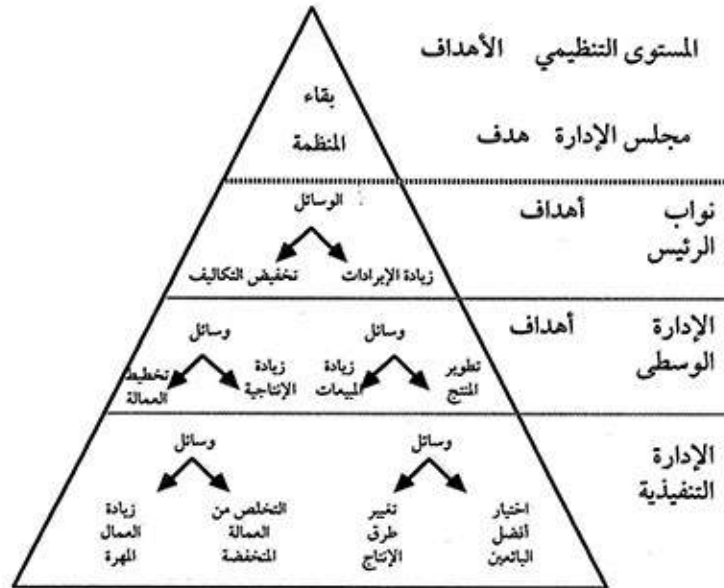 المستوى التنظيمي الأهداف
بقاء
المنظمة
مجلس الإدارة هدف
نواب
الرئيس
أهداف
الوسائل
زيادة الإيرادات
تخفيض التكاليف
الإدارة
الوسطى
أهداف
وسائل
وسائل
تطوير
المنتج
زيادة
المبيعات
زيادة
الإنتاجية
تخطيط
العمالة
الإدارة
التنفيذية
وسائل
وسائل
اختيار
أفضل
البائعين
تغيير
طرق
الإنتاج
التخلص من
العمالة
المنخفضة
زيادة
العمال
المهرة